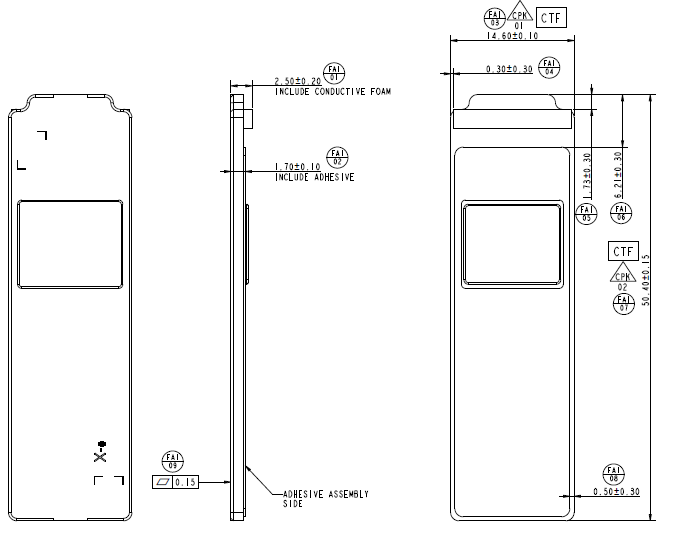 FAI
03
CPK
01
CTF
14.60±0.10
0.30±0.30
FAI
04
2.50±0.20
FAI
01
INCLUDE CONDUCTIVE FOAM
1.70±0.10
FAI
02
INCLUDE ADHESIVE
1.73±0.30
FAI
05
6.21±0.30
FAI
06
CTF
CPK
02
FAI
07
50.40±0.15
FAI
09
0.15
ADHESIVE ASSEMBLY
SIDE
FAI
08
0.50±0.30